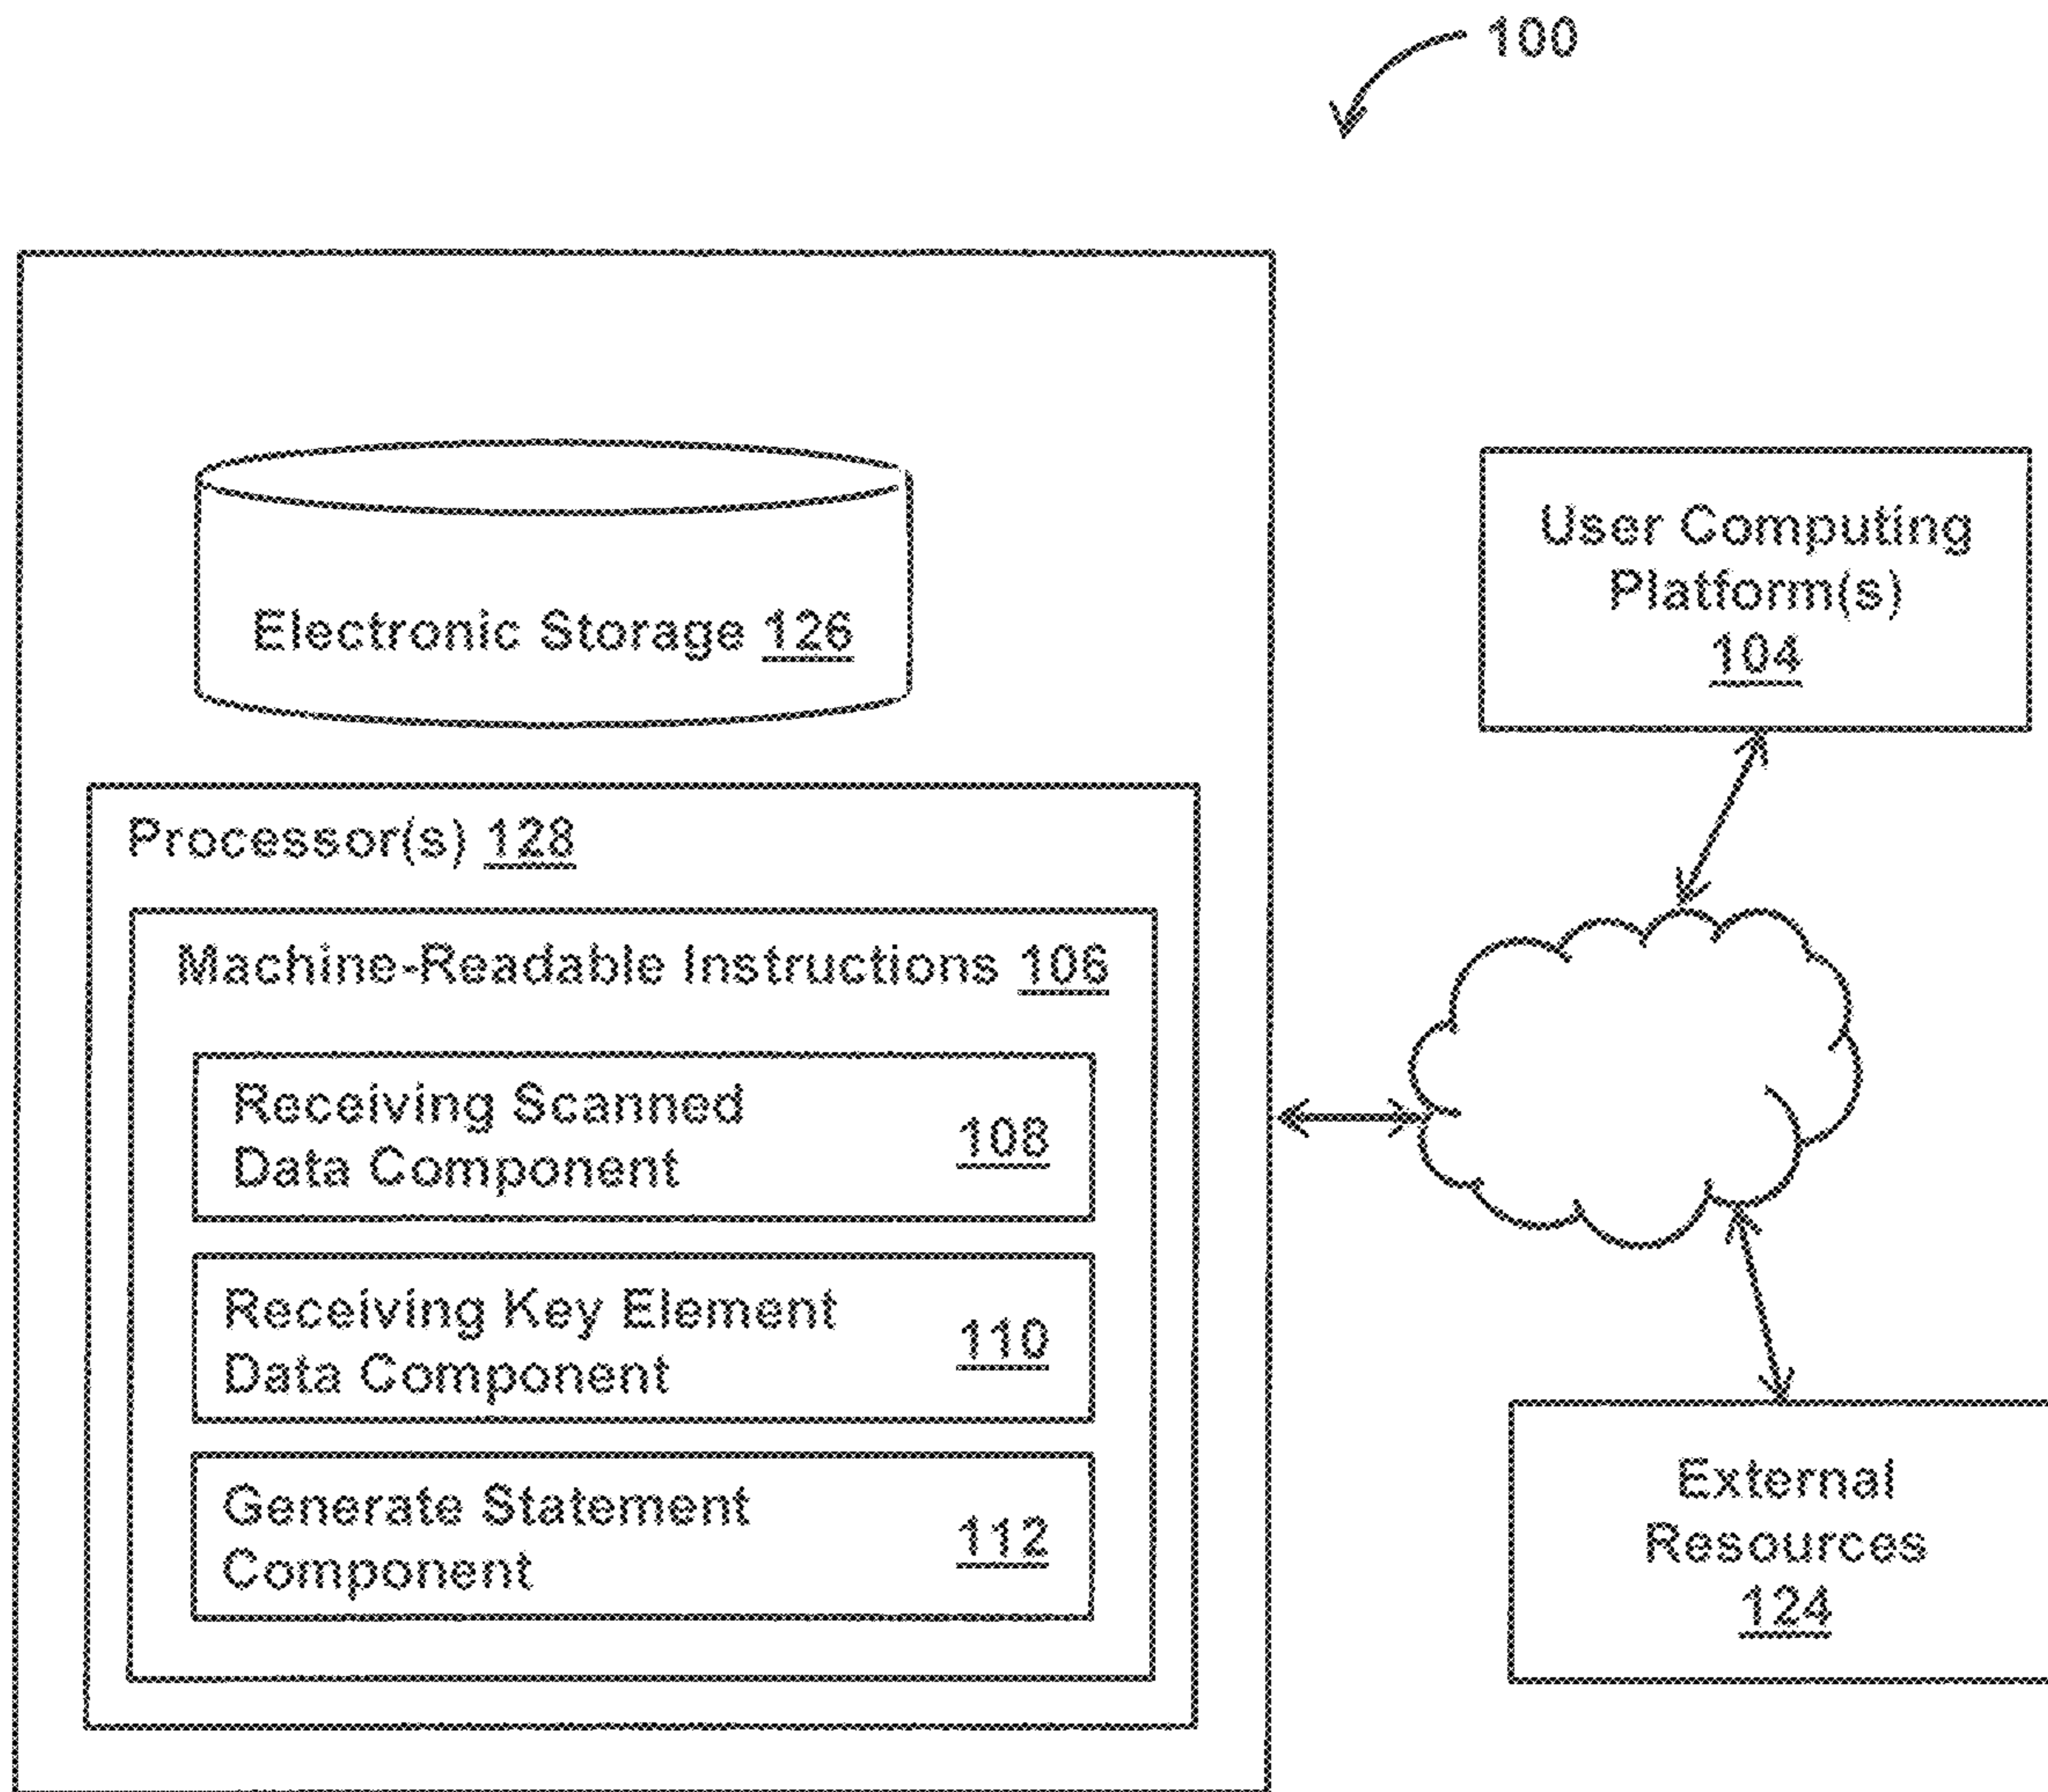 100
Electronic Storage 126
Processor(s) 128
Machine-Readable Instructions 106
Receiving Scanned
Data Component
108
Receiving Key Element
Data Component
110
Generate Statement
Component
112
User Computing
Platform(s)
104
External
Resources
124